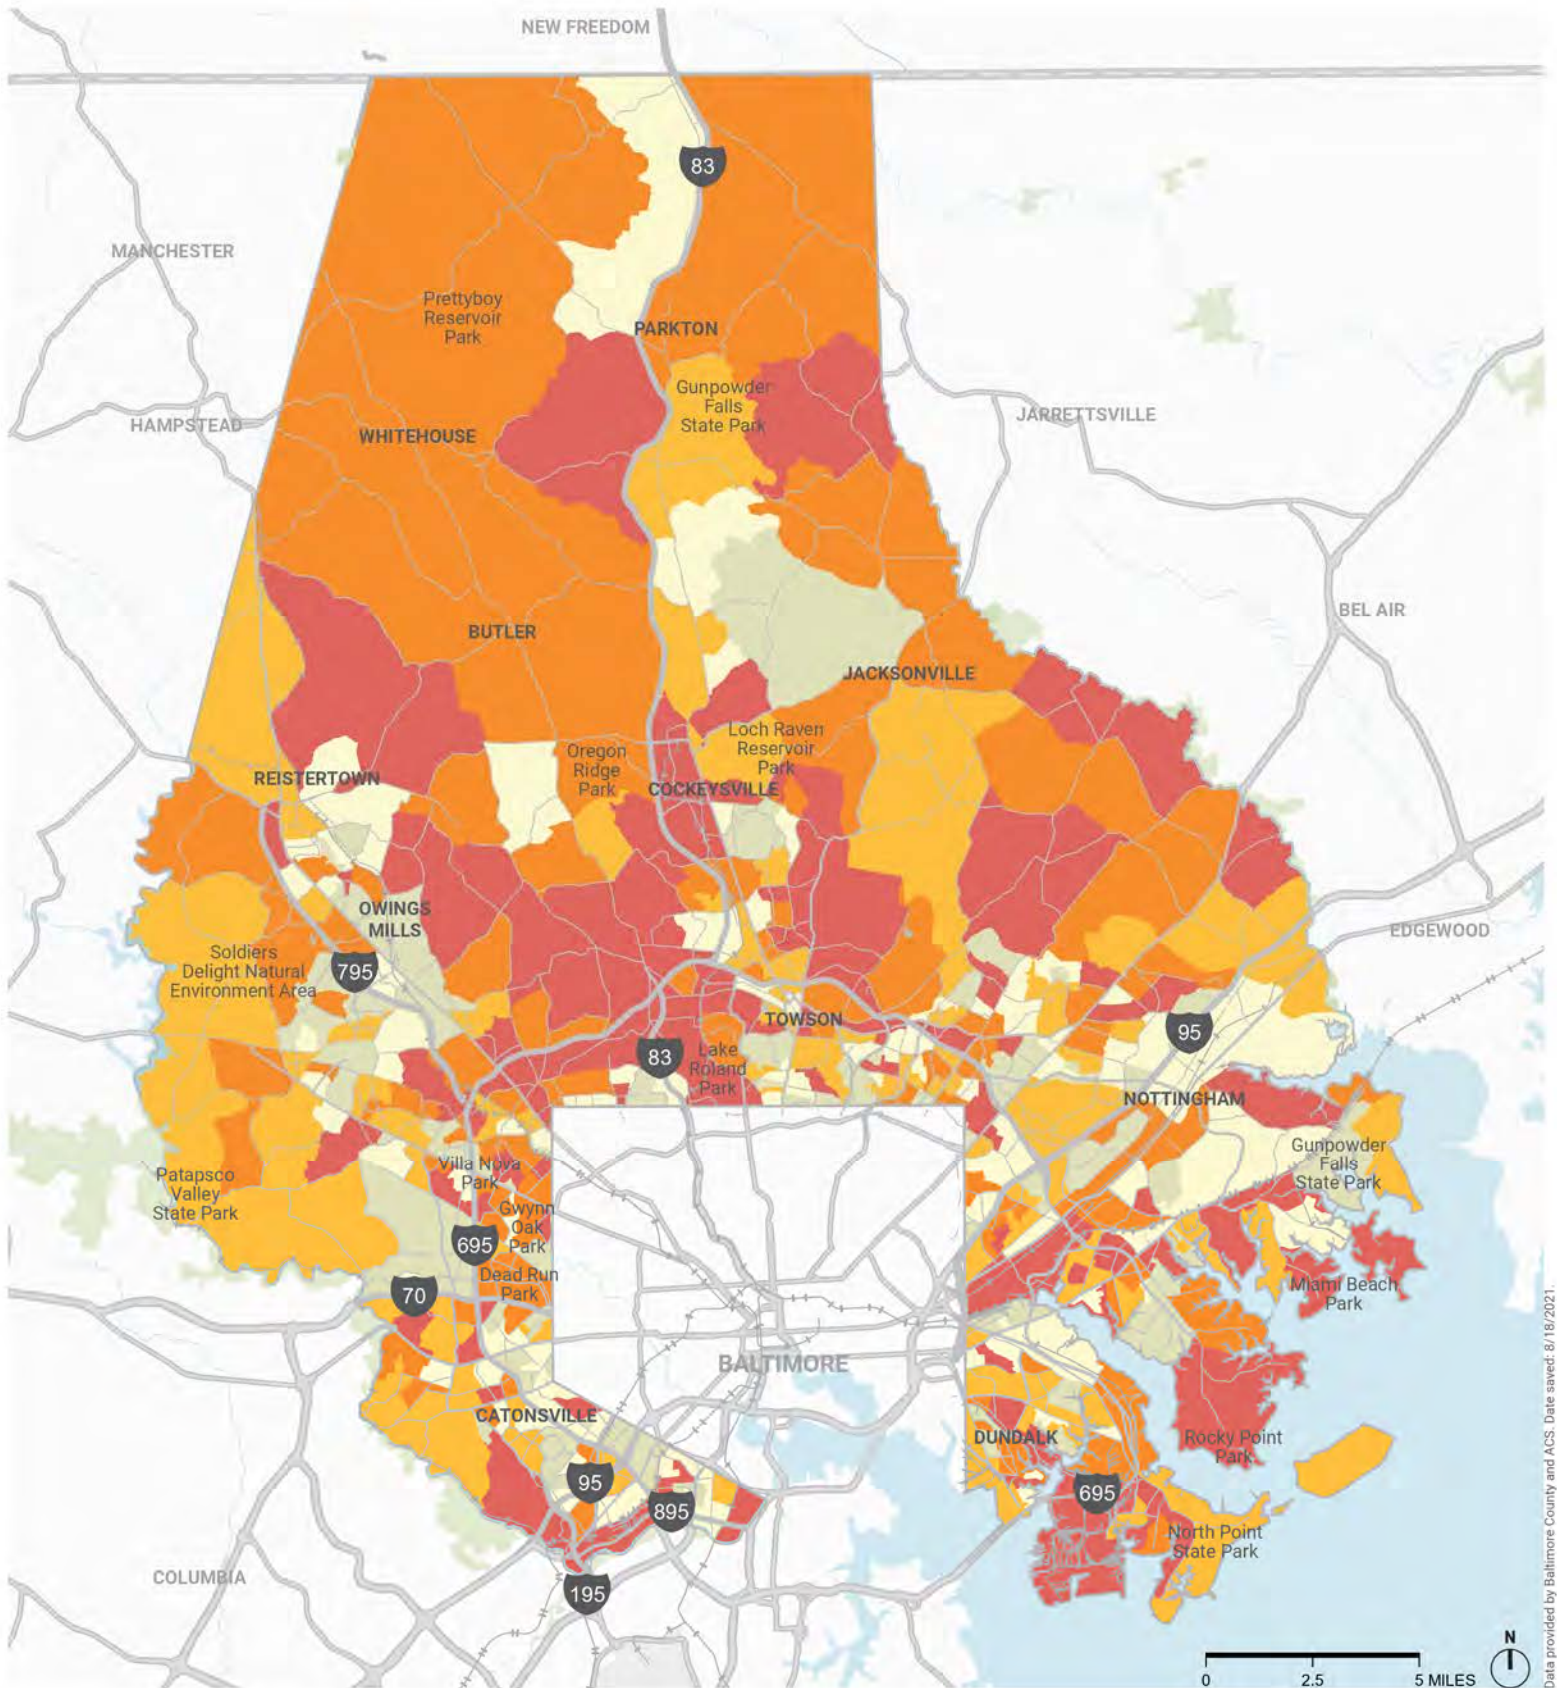 NEW FREEDOM
83
MANCHESTER
Prettyboy
Reservoir
Park
PARKTON
Gunpowder
Falls
State Park
HAMPSTEAD
WHITEHOUSE
JARRETTSVILLE
BEL AIR
BUTLER
JACKSONVILLE
Loch Raven
Reservoir
Park
Oregon
Ridge
Park
REISTERTOWN
COCKEYSVILLE
OWINGS
MILLS
EDGEWOOD
Soldiers
Delight Natural
Environment Area
795
TOWSON
95
83
Lake
Roland
Park
NOTTINGHAM
Gunpowder
Falls
State Park
Villa Nova
Park
Patapsco
Valley
State Park
Gwynn
Oak
Park
695
Dead Run
Park
70
Miami Beach
Park
BALTIMORE
CATONSVILLE
DUNDALK
Rocky Point
Park
95
895
695
North Point
State Park
COLUMBIA
195
N
0 2.5 5 MILES
Data provided by Baltimore County and ACS. Date saved: 8/18/2021.